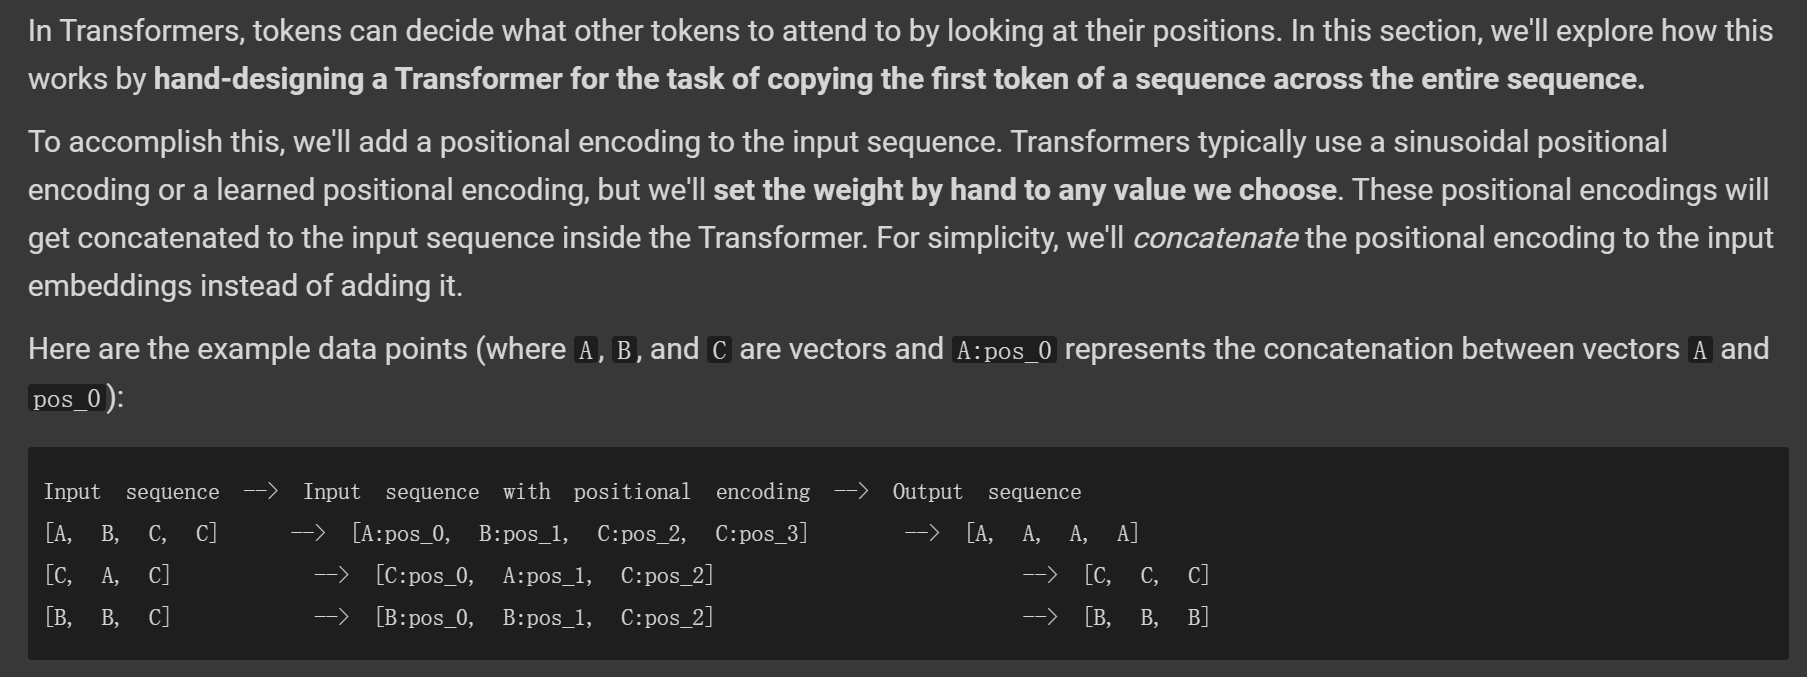 In Transformers, tokens can decide what other tokens to attend to by looking at their positions. In this section, we'll explore how this
works by hand-designing a Transformer for the task of copying the first token of a sequence across the entire sequence.
To accomplish this, we'll add a positional encoding to the input sequence. Transformers typically use a sinusoidal positional
encoding or a learned positional encoding, but we'll set the weight by hand to any value we choose. These positional encodings will
get concatenated to the input sequence inside the Transformer. For simplicity, we'll concatenate the positional encoding to the input
embeddings instead of adding it.
Here are the example data points (where A, B, and C are vectors and A:pos_0 represents the concatenation between vectors A and
pos_0):
Input sequence --> Input sequence with positional encoding --> Output sequence
[A, B, C, C] --> [A:pos_0, B:pos_1, C:pos_2, C:pos_3] --> [A, A, A, A]
[C, A, C] --> [C:pos_0, A:pos_1, C:pos_2] --> [C, C, C]
[B, B, C] --> [B:pos_0, B:pos_1, C:pos_2] --> [B, B, B]